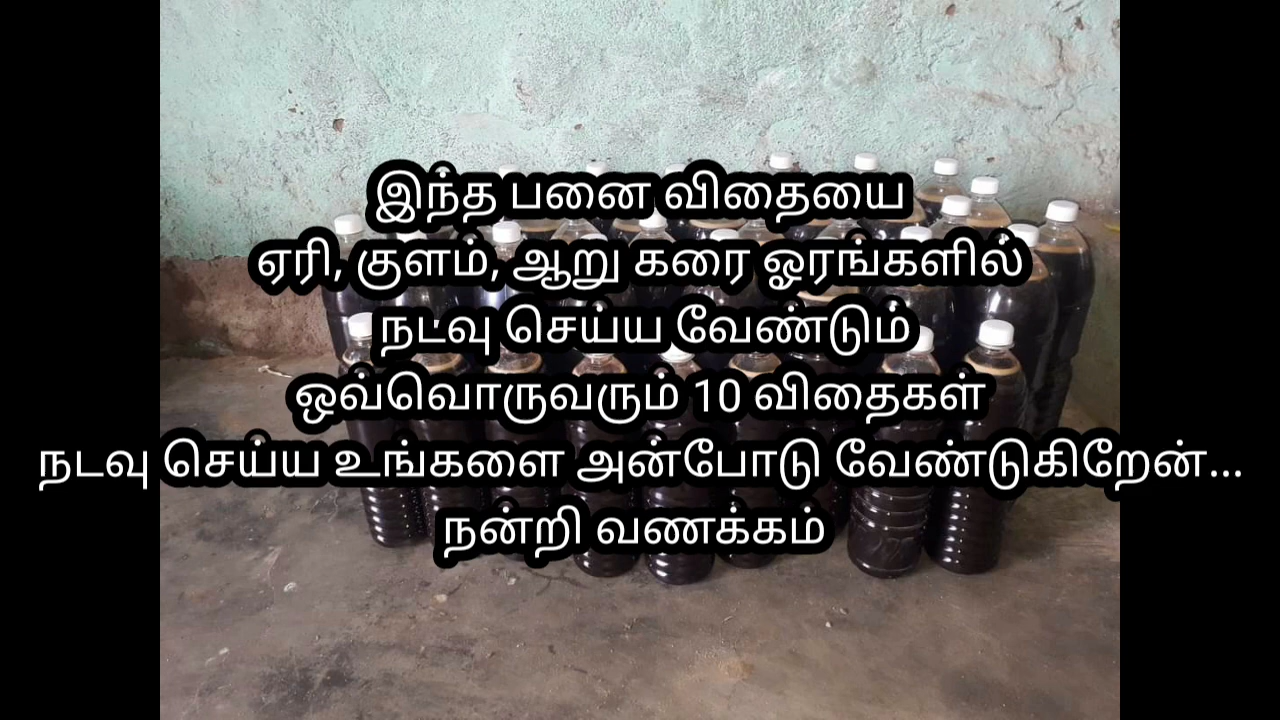 இந்த பனை விதையை
ஏரி, குளம், ஆறு கரை ஓரங்களில்
நடவு செய்ய வேண்டும்
ஒவ்வொருவரும் 10 விதைகள்
நடவு செய்ய உங்களை அன்போடு வேண்டுகிறேன்...
நன்றி வணக்கம்